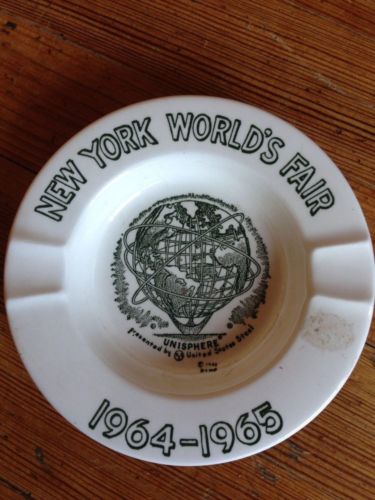 NEW YORK WORLD'S FAIR
UNISPHERE
presented by United States Steel
©
1964-1965